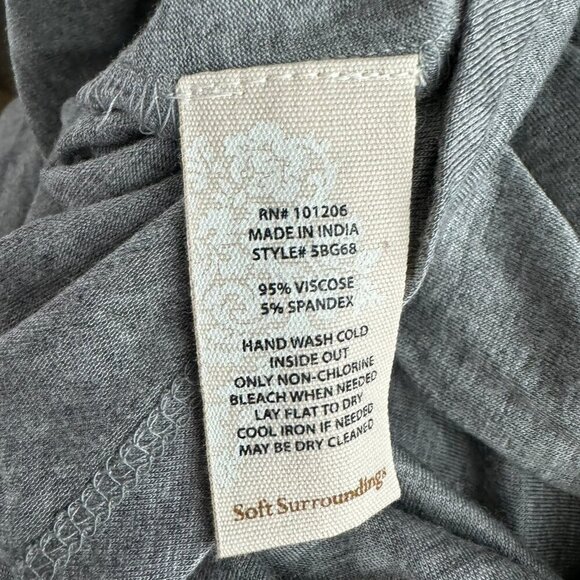 RN# 101206
MADE IN INDIA
STYLE# 5BG68
95% VISCOSE
5% SPANDEX
HAND WASH COLD
INSIDE OUT
ONLY NON-CHLORINE
BLEACH WHEN NEEDED
LAY FLAT TO DRY
COOL IRON IF NEEDED
MAY BE DRY CLEANED
Soft Surroundings